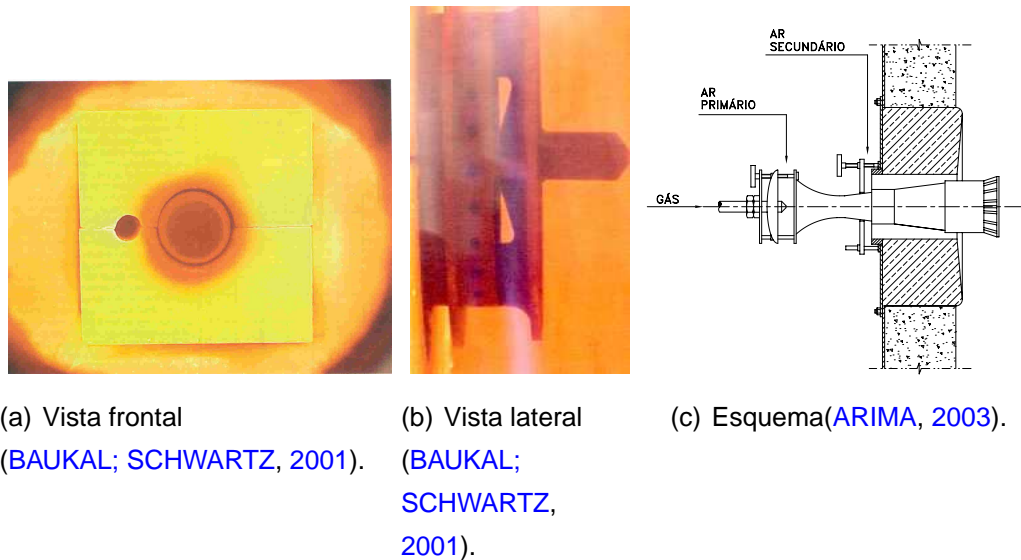 AR
SECUNDÁRIO
AR
PRIMÁRIO
GÁS
(a) Vista frontal
(BAUKAL; SCHWARTZ, 2001).
(b) Vista lateral
(BAUKAL;
SCHWARTZ,
2001).
(c) Esquema(ARIMA, 2003).